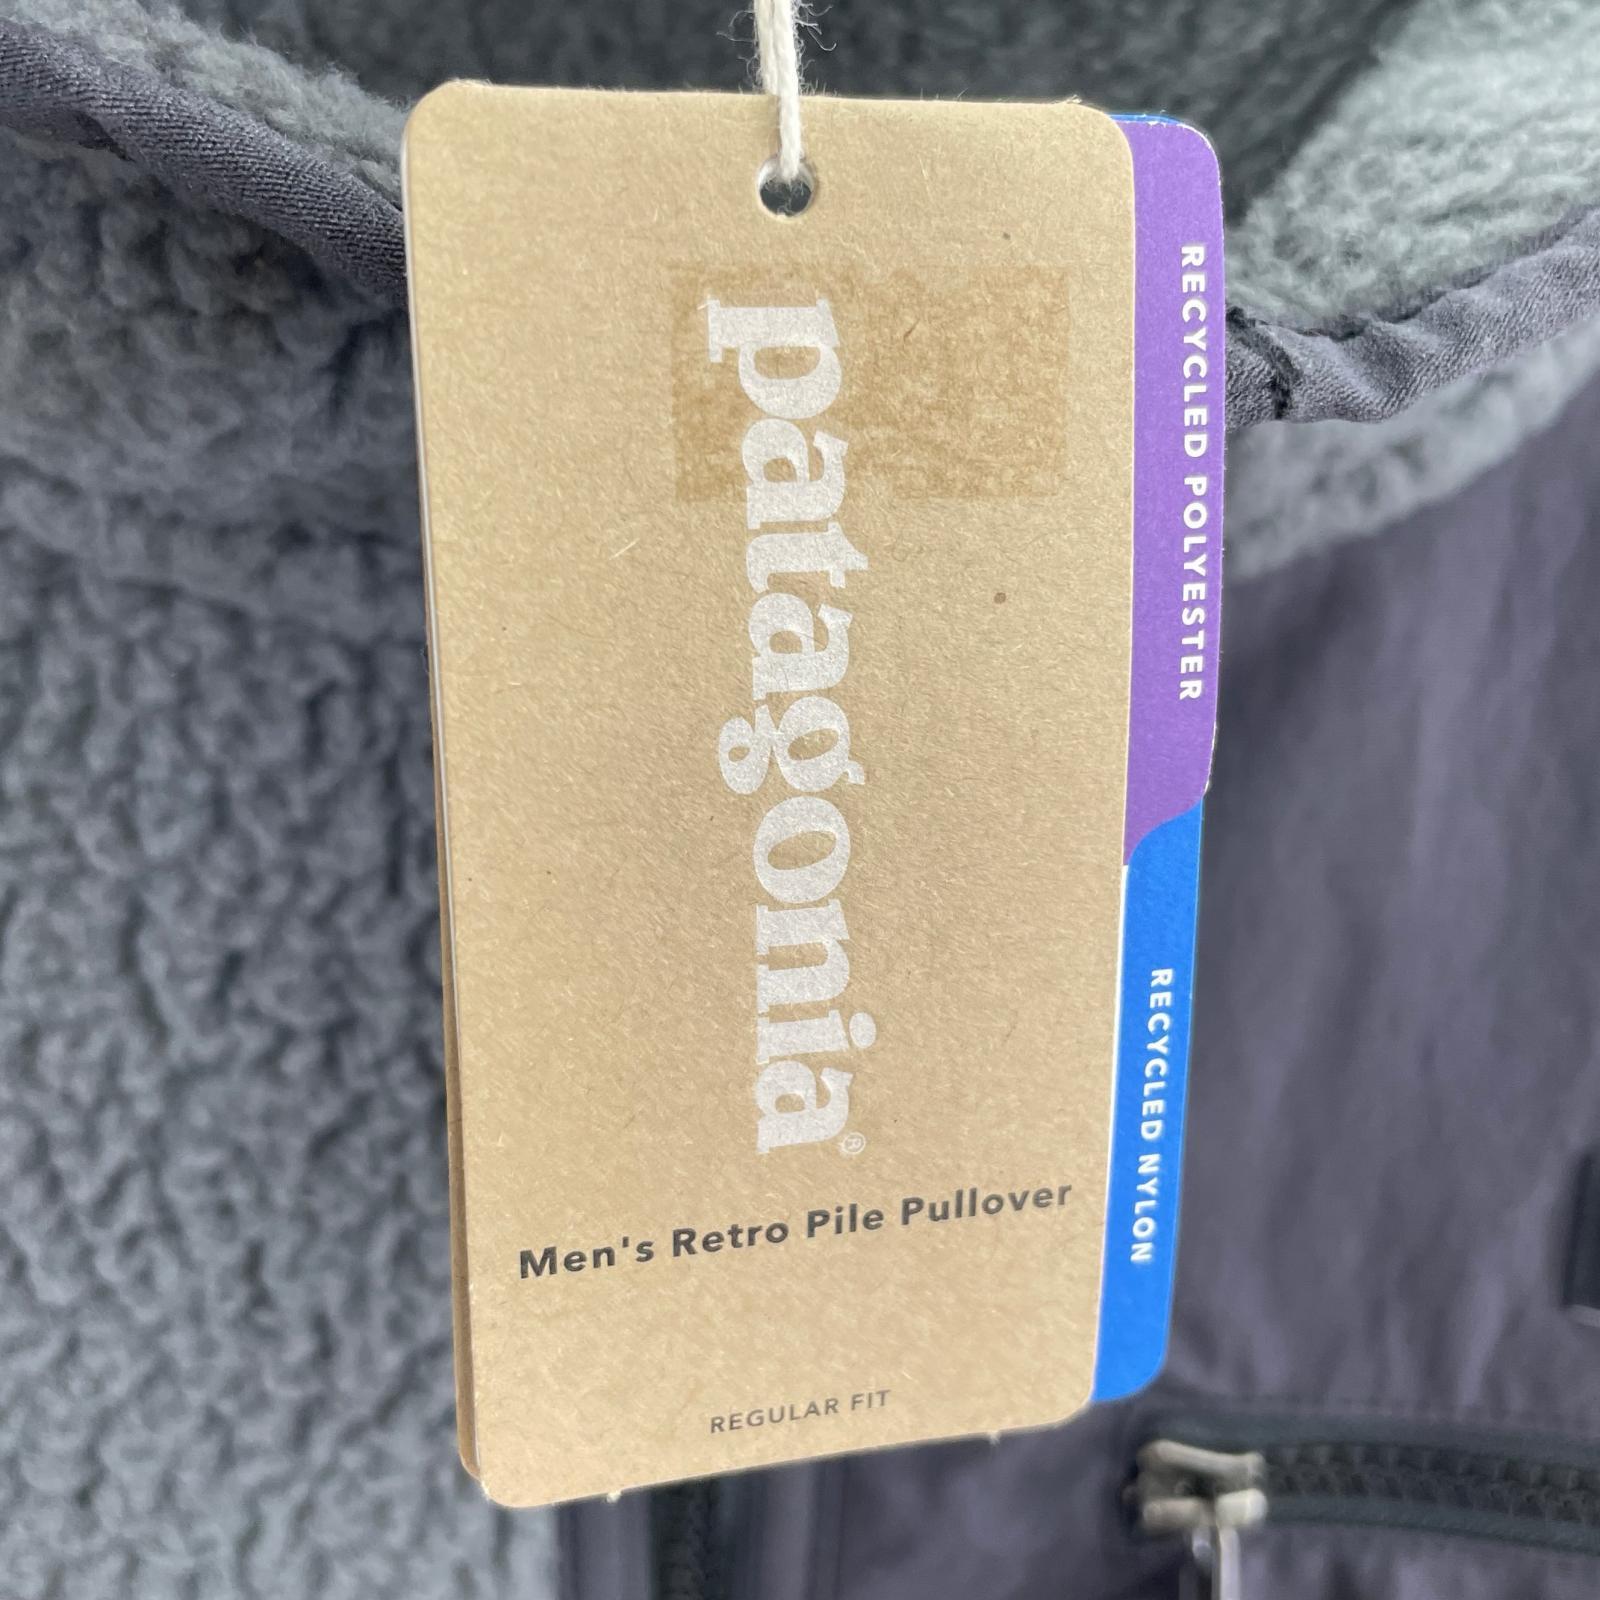 patagonia®
Men's Retro Pile Pullover
REGULAR FIT
RECYCLED POLYESTER
RECYCLED NYLON